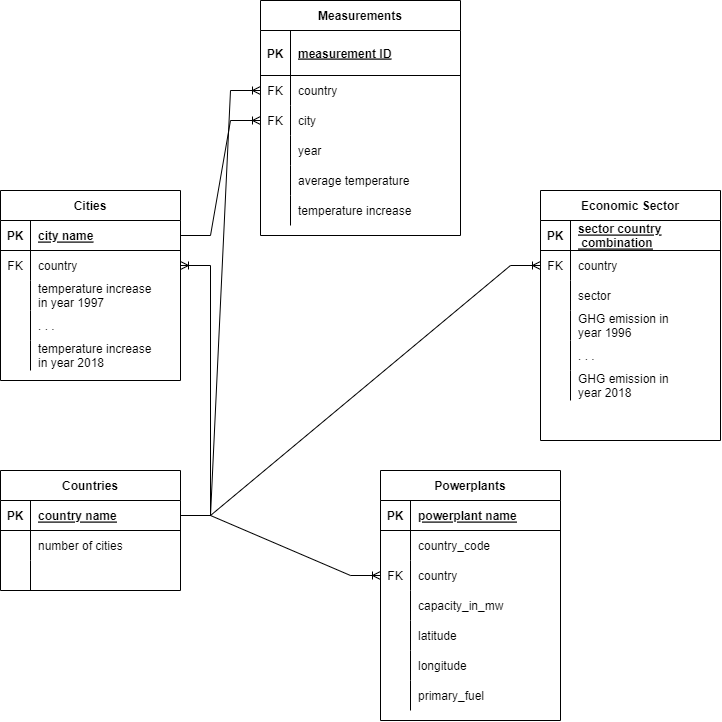 Measurements
PK measurement ID
FK country
FK city
year
average temperature
temperature increase
Cities
PK city name
FK country
temperature increase
in year 1997
. . .
temperature increase
in year 2018
Economic Sector
PK sector country
combination
FK country
sector
GHG emission in
year 1996
. . .
GHG emission in
year 2018
Countries
PK country name
number of cities
Powerplants
PK powerplant name
country_code
FK country
capacity_in_mw
latitude
longitude
primary_fuel